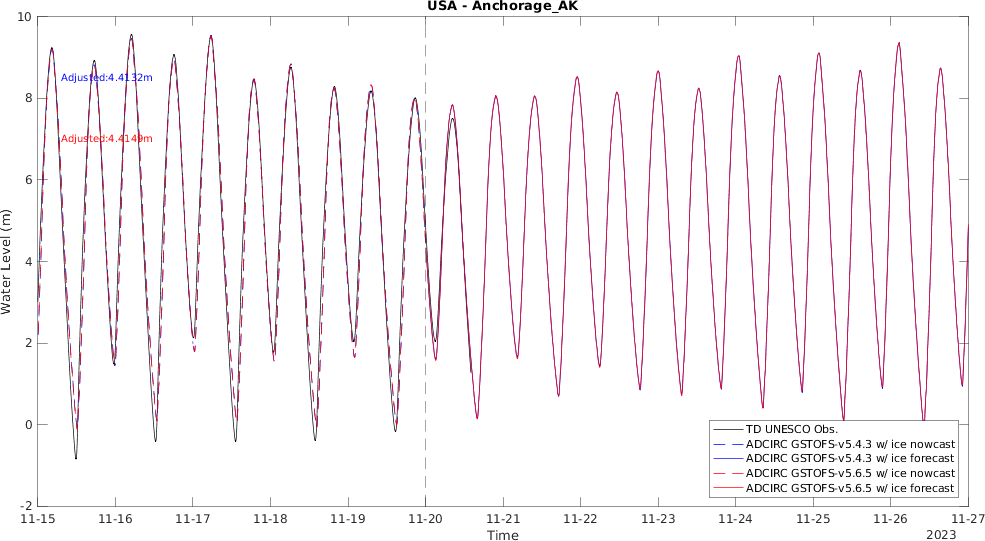 USA - Anchorage_AK
10
8
6
4
2
0
-2
Water Level (m)
Adjusted:4.4132m
Adjusted:4.4149m
TD UNESCO Obs.
ADCIRC GSTOFS-v5.4.3 w/ ice nowcast
ADCIRC GSTOFS-v5.4.3 w/ ice forecast
ADCIRC GSTOFS-v5.6.5 w/ ice nowcast
ADCIRC GSTOFS-v5.6.5 w/ ice forecast
11-15 11-16 11-17 11-18 11-19 11-20 11-21 11-22 11-23 11-24 11-25 11-26 11-27
Time
2023